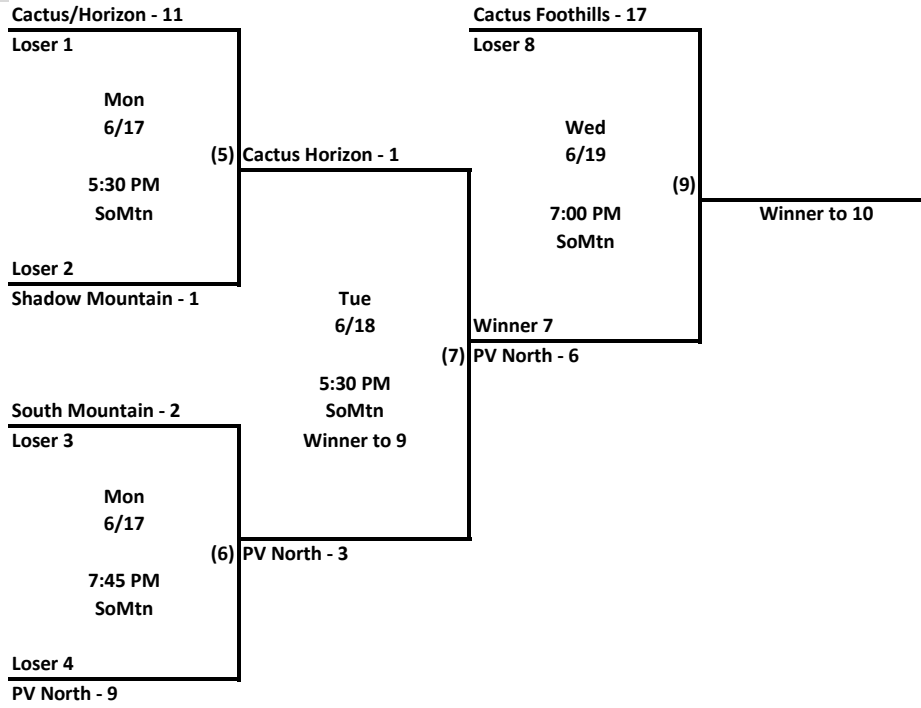 Cactus/Horizon - 11
Loser 1
Mon
6/17
(5)
5:30 PM
SoMtn
Loser 2
Shadow Mountain - 1
South Mountain - 2
Loser 3
Mon
6/17
(6)
7:45 PM
SoMtn
Loser 4
PV North - 9
Cactus Horizon - 1
Tue
6/18
(7)
5:30 PM
SoMtn
Winner to 9
PV North - 3
Cactus Foothills - 17
Loser 8
Wed
6/19
(9)
7:00 PM
SoMtn
Winner 7
PV North - 6
Winner to 10